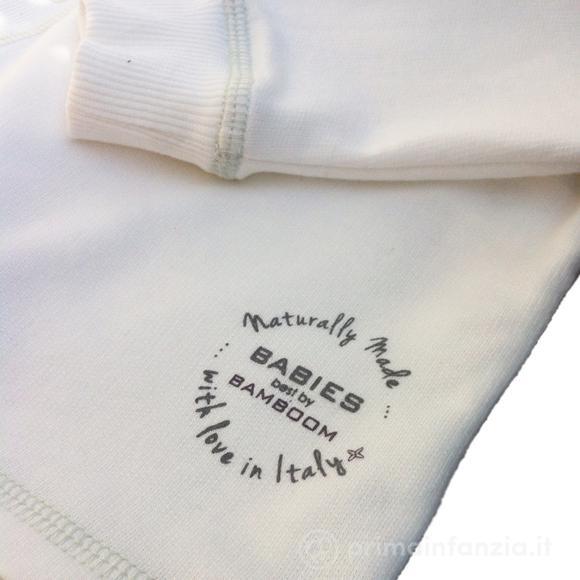 Naturally Made ...
BABIES
best by
BAMBOOM
... with love in Italy
primainfanzia.it